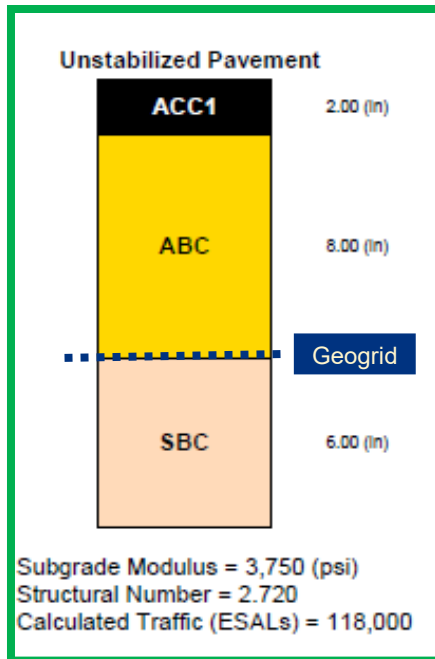 Unstabilized Pavement
ACC1 2.00 (in)
ABC 8.00 (in)
Geogrid
SBC 6.00 (in)
Subgrade Modulus = 3,750 (psi)
Structural Number = 2.720
Calculated Traffic (ESALs) = 118,000